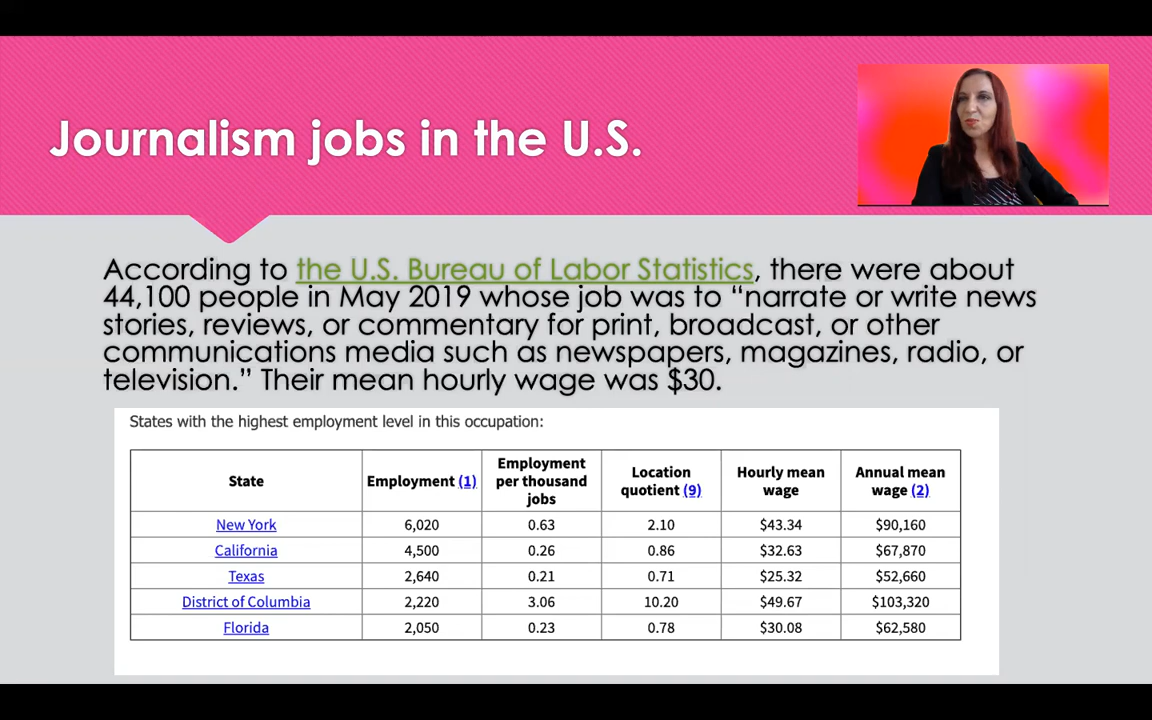 Journalism jobs in the U.S.
According to the U.S. Bureau of Labor Statistics, there were about
44,100 people in May 2019 whose job was to “narrate or write news
stories, reviews, or commentary for print, broadcast, or other
communications media such as newspapers, magazines, radio, or
television.” Their mean hourly wage was $30.
States with the highest employment level in this occupation:
State Employment (1) Employment per thousand jobs Location quotient (9) Hourly mean wage Annual mean wage (2)
New York 6,020 0.63 2.10 $43.34 $90,160
California 4,500 0.26 0.86 $32.63 $67,870
Texas 2,640 0.21 0.71 $25.32 $52,660
District of Columbia 2,220 3.06 10.20 $49.67 $103,320
Florida 2,050 0.23 0.78 $30.08 $62,580